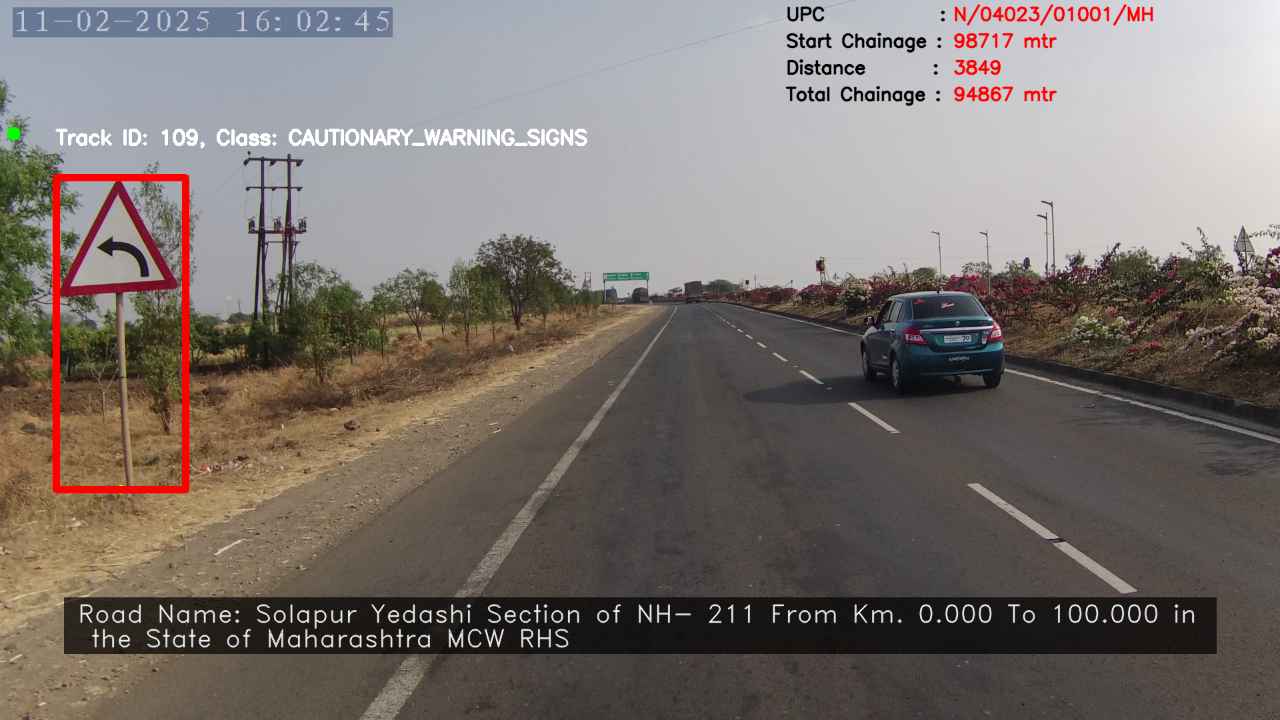 11-02-2025 16:02:45
UPC : N/04023/01001/MH
Start Chainage : 98717 mtr
Distance : 3849
Total Chainage : 94867 mtr
Track ID: 109, Class: CAUTIONARY_WARNING_SIGNS
Road Name: Solapur Yedashi Section of NH- 211 From Km. 0.000 To 100.000 in
the State of Maharashtra MCW RHS